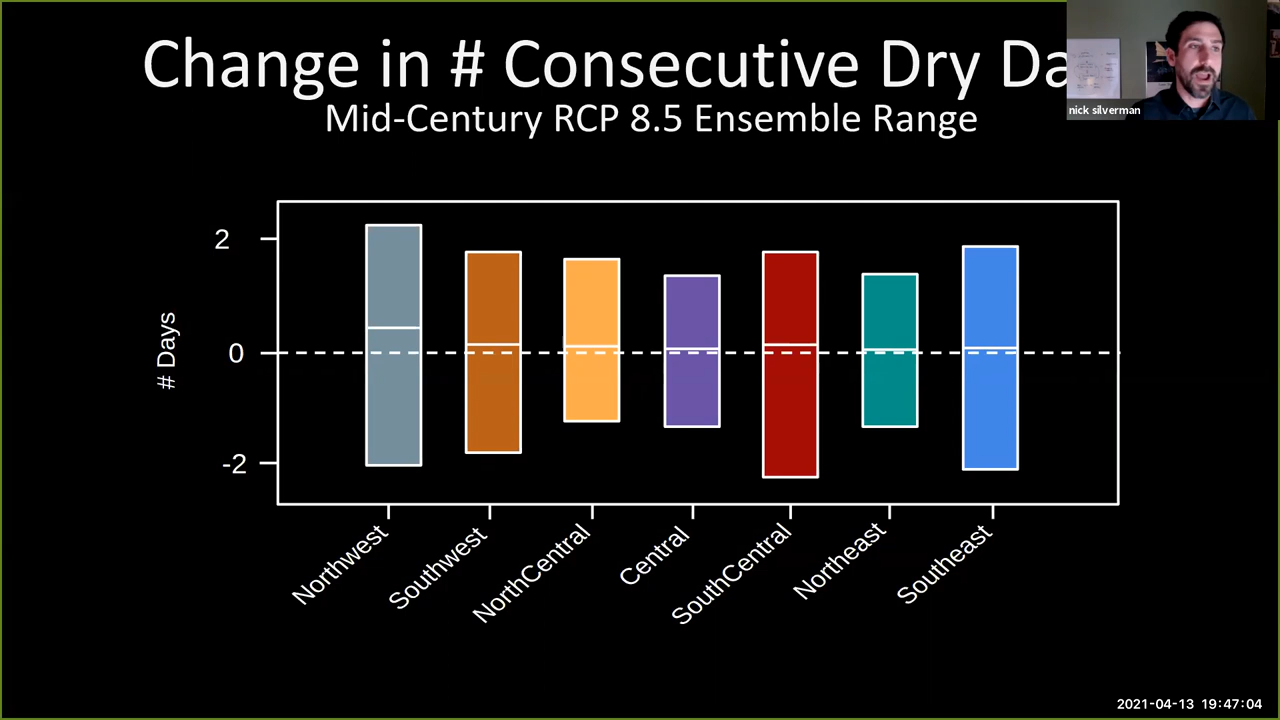 Change in # Consecutive Dry
Mid-Century RCP 8.5 Ensemble Range
nick silverman
2
0
-2
# Days
Northwest
Southwest
NorthCentral
Central
SouthCentral
Northeast
Southeast
2021-04-13 19:47:04